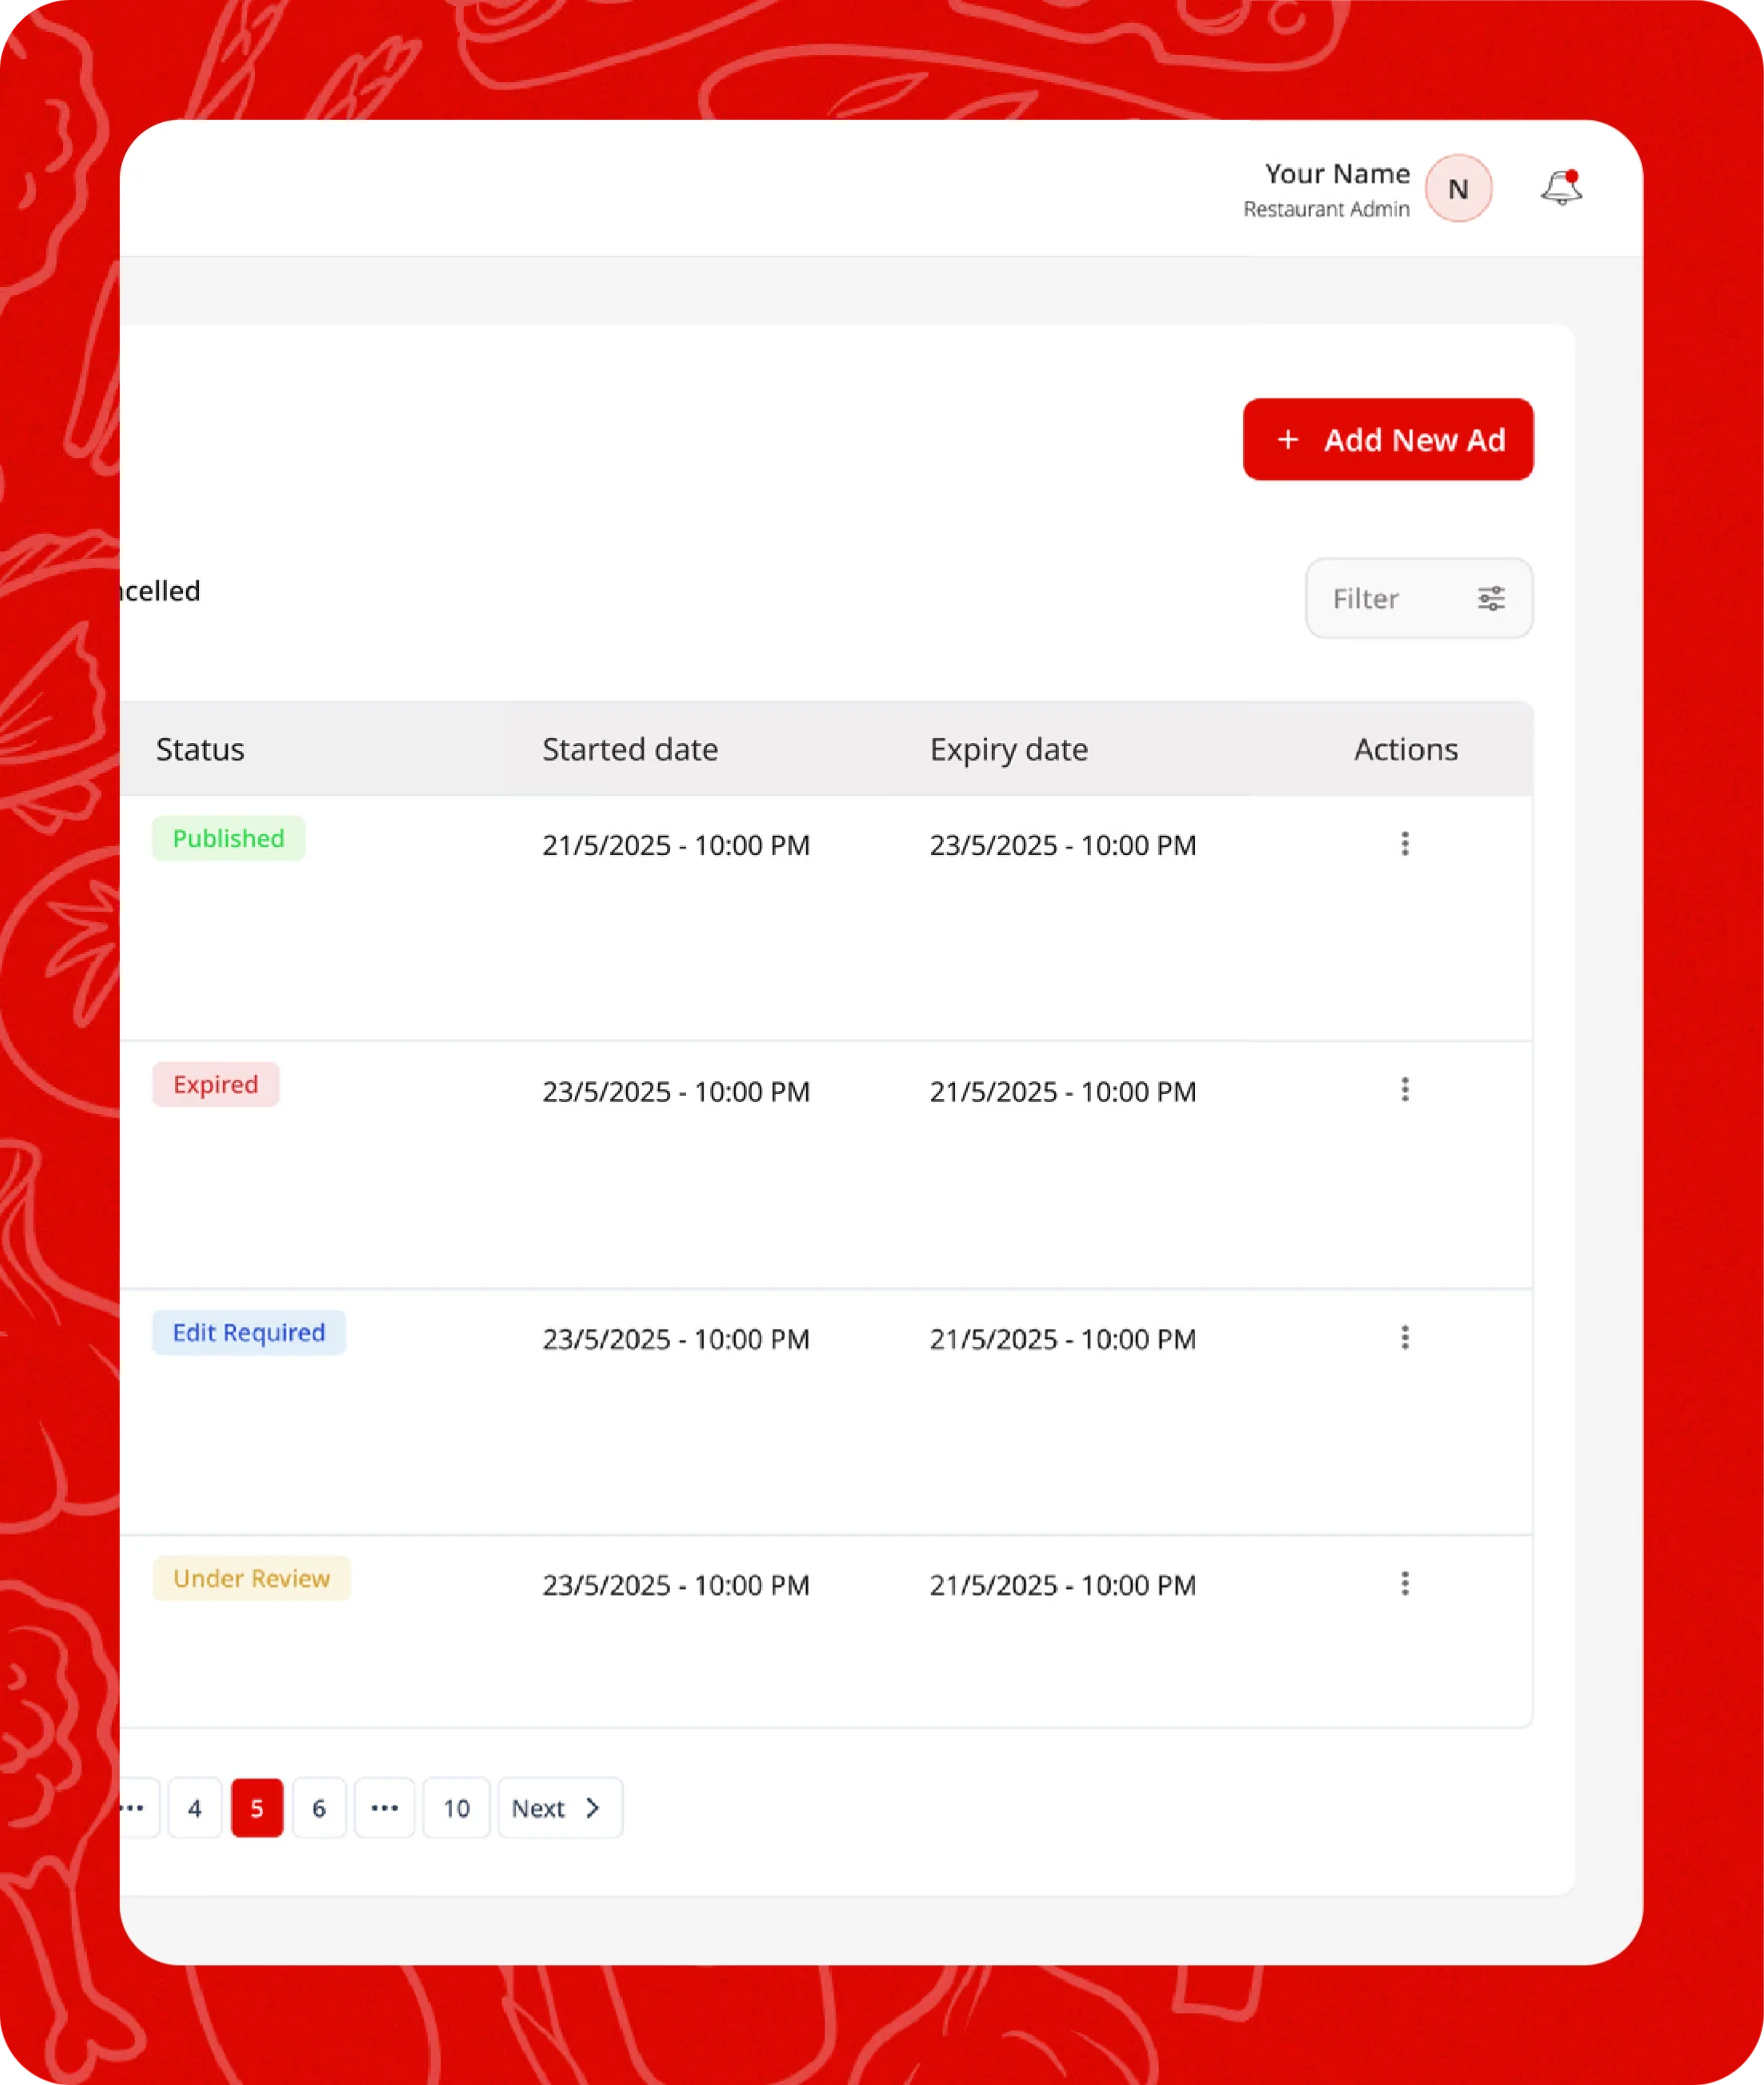 Your Name
Restaurant Admin
N
+ Add New Ad
ncelled
Filter
Status Started date Expiry date Actions
Published 21/5/2025 - 10:00 PM 23/5/2025 - 10:00 PM
Expired 23/5/2025 - 10:00 PM 21/5/2025 - 10:00 PM
Edit Required 23/5/2025 - 10:00 PM 21/5/2025 - 10:00 PM
Under Review 23/5/2025 - 10:00 PM 21/5/2025 - 10:00 PM
... 4 5 6 ... 10 Next >